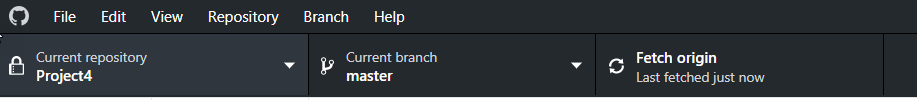 File Edit View Repository Branch Help
Current repository
Project4
Current branch
master
Fetch origin
Last fetched just now